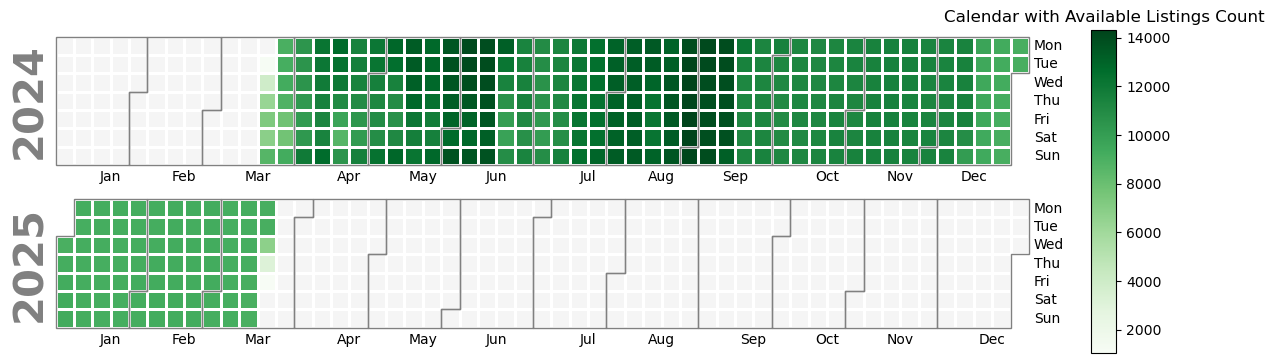 Calendar with Available Listings Count
2024
Mon
Tue
Wed
Thu
Fri
Sat
Sun
Jan Feb Mar Apr May Jun Jul Aug Sep Oct Nov Dec
2025
Mon
Tue
Wed
Thu
Fri
Sat
Sun
Jan Feb Mar Apr May Jun Jul Aug Sep Oct Nov Dec
14000
12000
10000
8000
6000
4000
2000